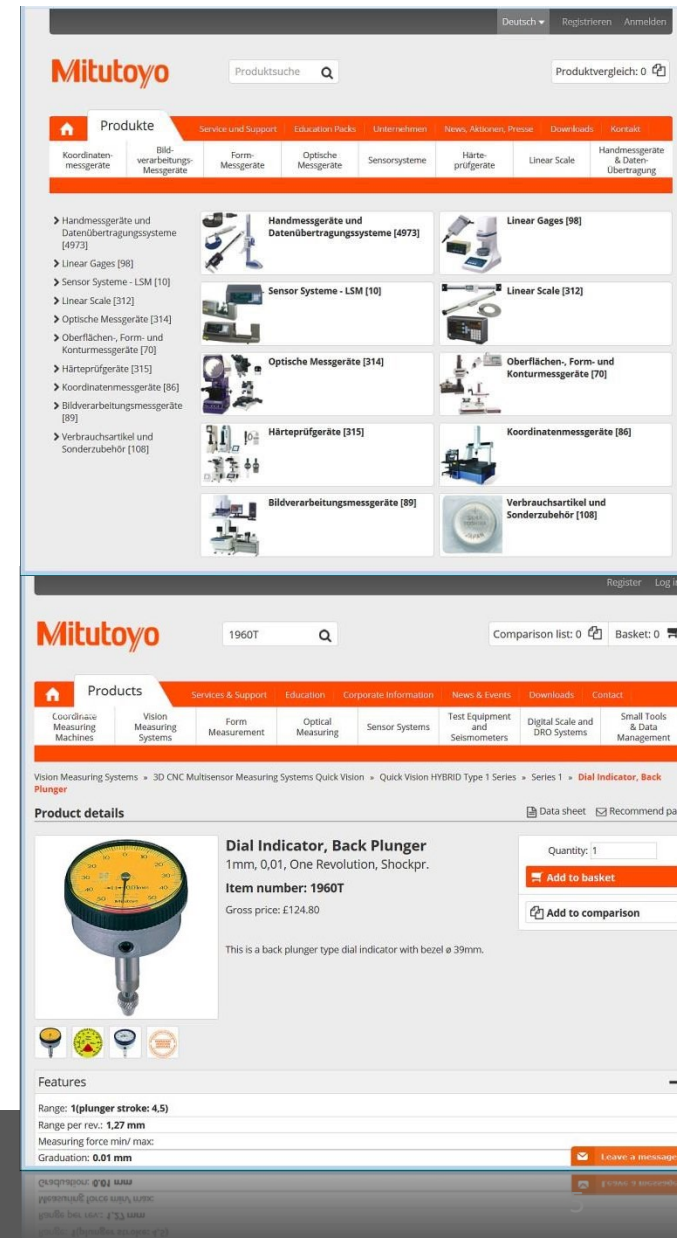 Deutsch Registrieren Anmelden
Mitutoyo
Produktsuche
Produktvergleich: 0
Produkte
Service und Support Education Packs Unternehmen News, Aktionen, Presse Downloads Kontakt
Koordinaten-
messgeräte
Bild-
verarbeitungs-
Messgeräte
Form-
Messgeräte
Optische
Messgeräte
Sensorsysteme
Härte-
prüfgeräte
Linear Scale
Handmessgeräte
& Daten-
Übertragung
Handmessgeräte und
Datenübertragungssysteme
[4973]
Linear Gages [98]
Sensor Systeme - LSM [10]
Linear Scale [312]
Optische Messgeräte [314]
Oberflächen-, Form- und
Konturmessgeräte [70]
Härteprüfgeräte [315]
Koordinatenmessgeräte [86]
Bildverarbeitungsmessgeräte
[89]
Verbrauchsartikel und
Sonderzubehör [108]
Handmessgeräte und
Datenübertragungssysteme [4973]
Linear Gages [98]
Sensor Systeme - LSM [10]
Linear Scale [312]
Optische Messgeräte [314]
Oberflächen-, Form- und
Konturmessgeräte [70]
Härteprüfgeräte [315]
Koordinatenmessgeräte [86]
Bildverarbeitungsmessgeräte [89]
Verbrauchsartikel und
Sonderzubehör [108]
Register Log in
Mitutoyo
1960T
Comparison list: 0 Basket: 0
Products
Services & Support Education Corporate Information News & Events Downloads Contact
Coordinate
Measuring
Machines
Vision
Measuring
Systems
Form
Measurement
Optical
Measuring
Sensor Systems
Test Equipment
and
Seismometers
Digital Scale and
DRO Systems
Small Tools
& Data
Management
Vision Measuring Systems » 3D CNC Multisensor Measuring Systems Quick Vision » Quick Vision HYBRID Type 1 Series » Series 1 » Dial Indicator, Back
Plunger
Product details
Data sheet Recommend pa
Dial Indicator, Back Plunger
1mm, 0,01, One Revolution, Shockpr.
Item number: 1960T
Gross price: £124.80
This is a back plunger type dial indicator with bezel ø 39mm.
Quantity: 1
Add to basket
Add to comparison
Features
Range: 1(plunger stroke: 4,5)
Range per rev.: 1,27 mm
Measuring force min/ max:
Graduation: 0.01 mm
Leave a message
5